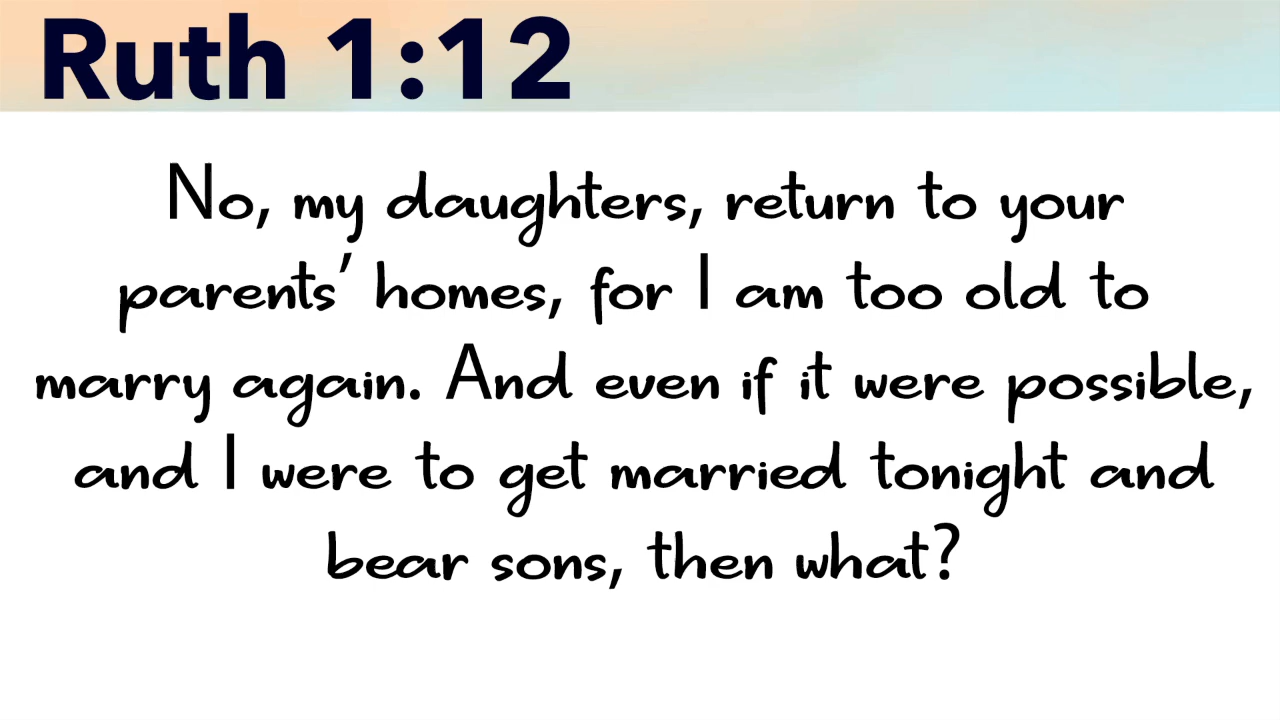 Ruth 1:12
No, my daughters, return to your
parents’ homes, for I am too old to
marry again. And even if it were possible,
and I were to get married tonight and
bear sons, then what?